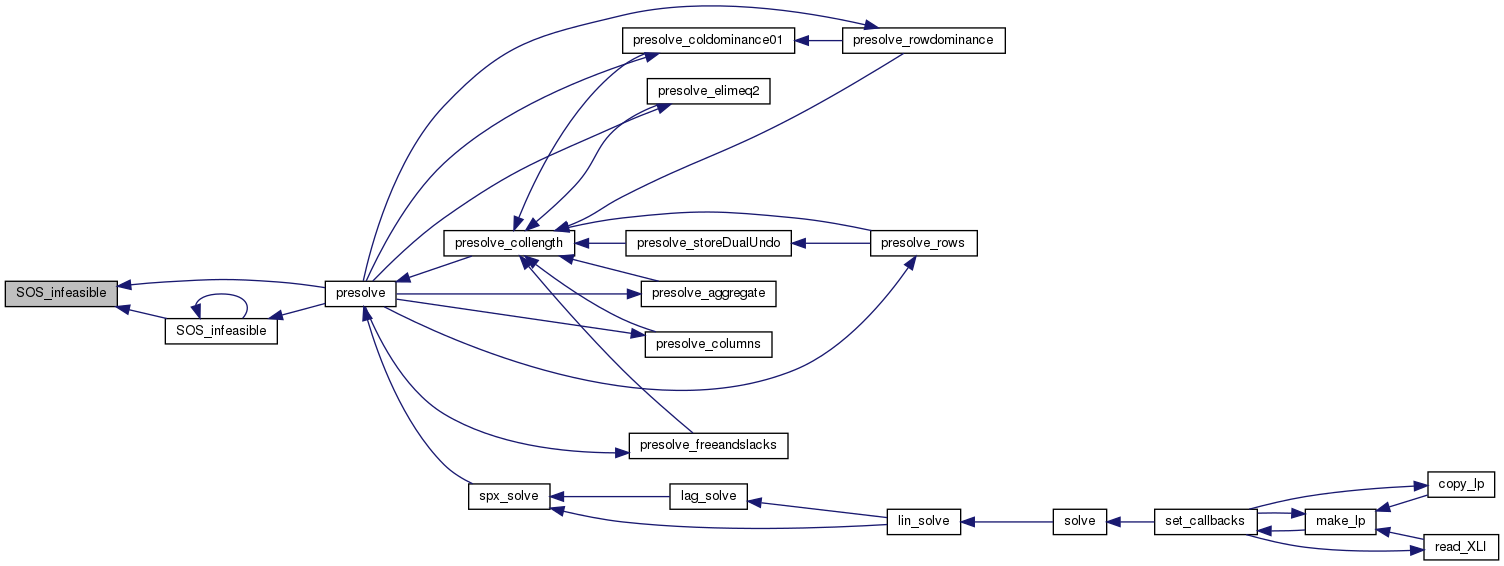 SOS_infeasible
SOS_infeasible
presolve
presolve_coldominance01
presolve_rowdominance
presolve_elimeq2
presolve_collength
presolve_storeDualUndo
presolve_rows
presolve_aggregate
presolve_columns
presolve_freeandslacks
spx_solve
lag_solve
lin_solve
solve
set_callbacks
make_lp
copy_lp
read_XLI